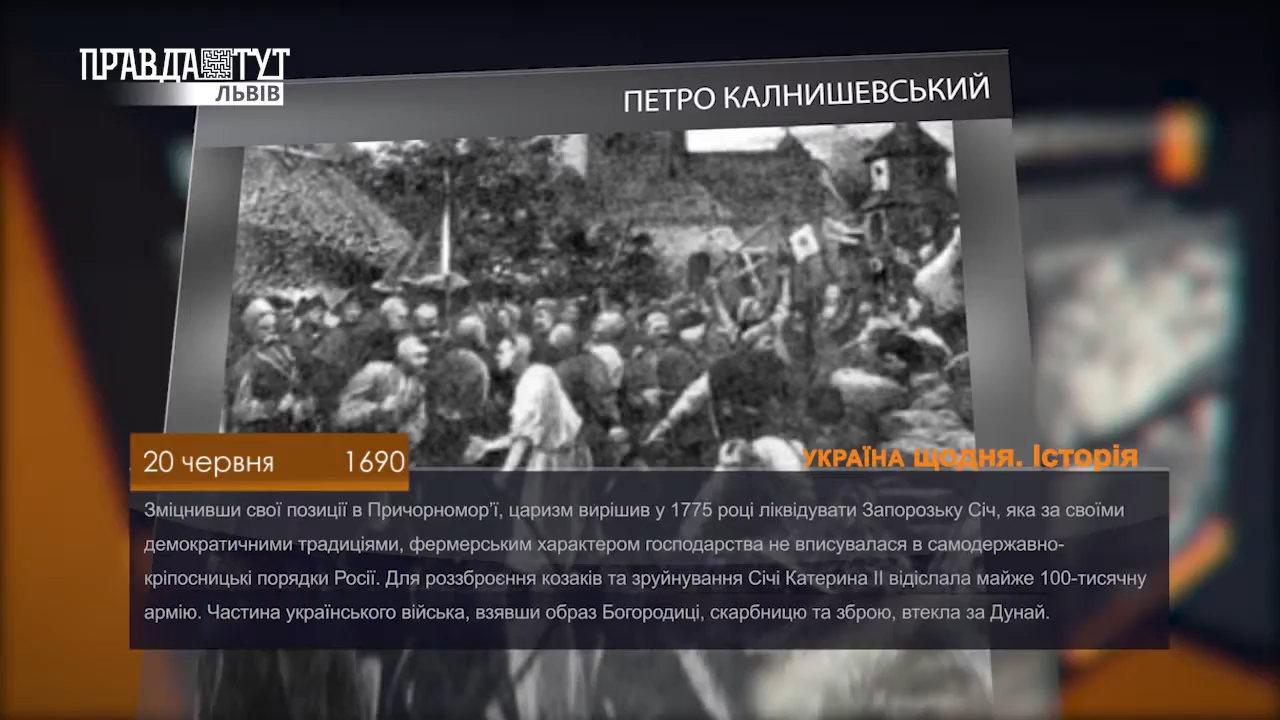 ПРАВДА ТУТ
ЛЬВІВ
ПЕТРО КАЛНИШЕВСЬКИЙ
20 червня 1690
УКРАЇНА ЩОДНЯ. Історія
Зміцнивши свої позиції в Причорномор’ї, царизм вирішив у 1775 році ліквідувати Запорозьку Січ, яка за своїми
демократичними традиціями, фермерським характером господарства не вписувалася в самодержавно-
кріпосницькі порядки Росії. Для роззброєння козаків та зруйнування Січі Катерина ІІ відіслала майже 100-тисячну
армію. Частина українського війська, взявши образ Богородиці, скарбницю та зброю, втекла за Дунай.